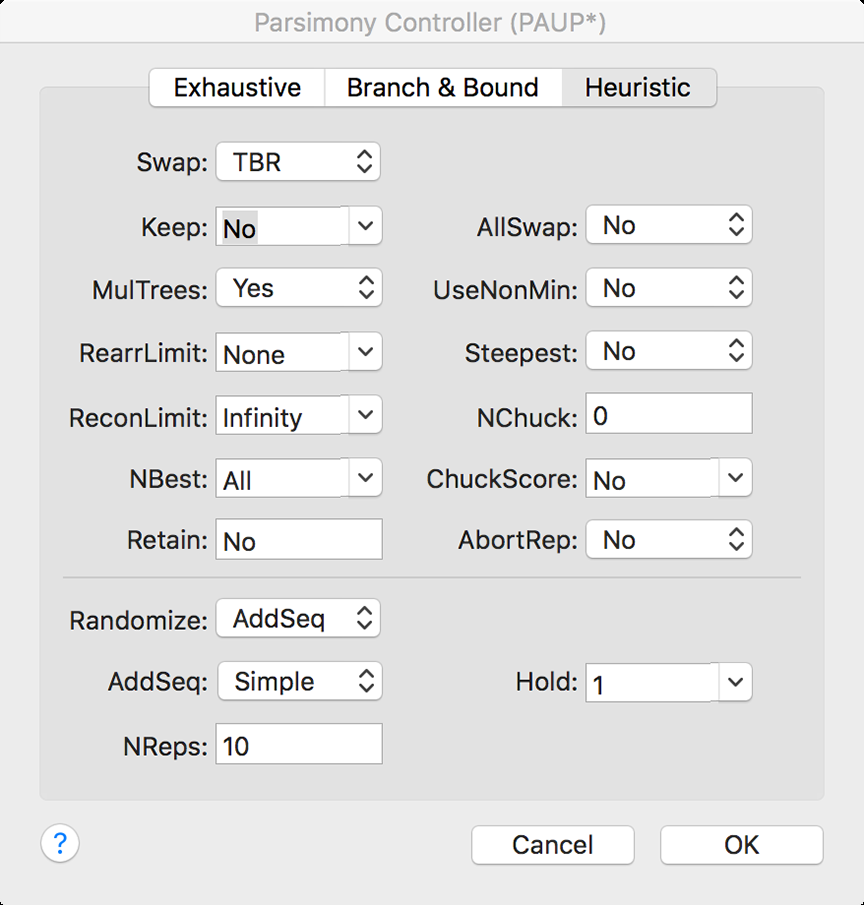 Parsimony Controller (PAUP*)
Exhaustive Branch & Bound Heuristic
Swap: TBR
Keep: No AllSwap: No
MulTrees: Yes UseNonMin: No
RearrLimit: None Steepest: No
ReconLimit: Infinity NChuck: 0
NBest: All ChuckScore: No
Retain: No AbortRep: No
Randomize: AddSeq
AddSeq: Simple Hold: 1
NReps: 10
? Cancel OK